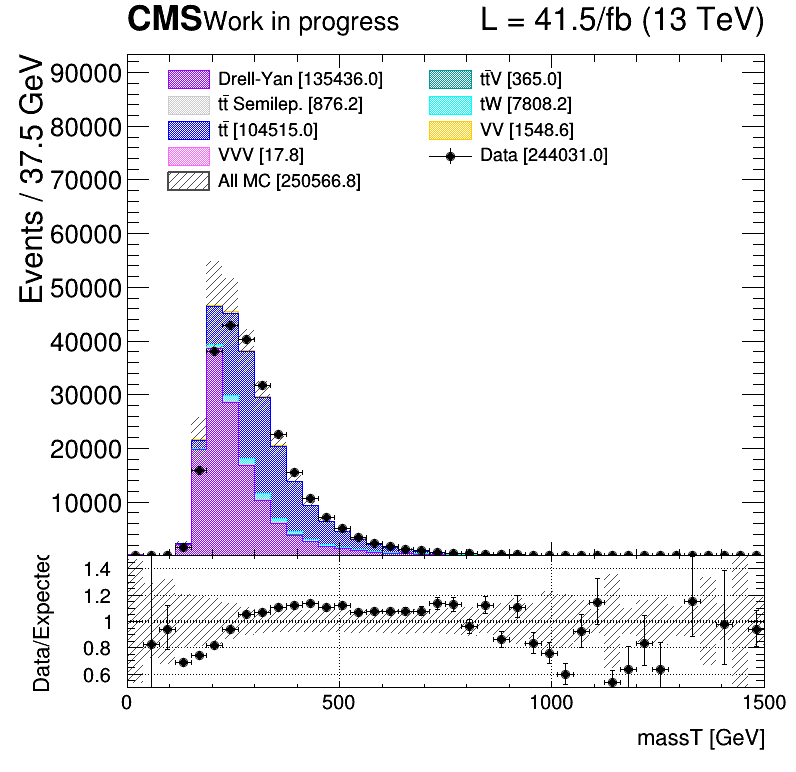 CMS Work in progress L = 41.5/fb (13 TeV)
Events / 37.5 GeV
90000
80000
70000
60000
50000
40000
30000
20000
10000
Drell-Yan [135436.0]
tt̄ Semilep. [876.2]
tt̄ [104515.0]
VVV [17.8]
All MC [250566.8]
tt̄V [365.0]
tW [7808.2]
VV [1548.6]
Data [244031.0]
Data/Expected
1.4
1.2
1
0.8
0.6
0 500 1000 1500
massT [GeV]